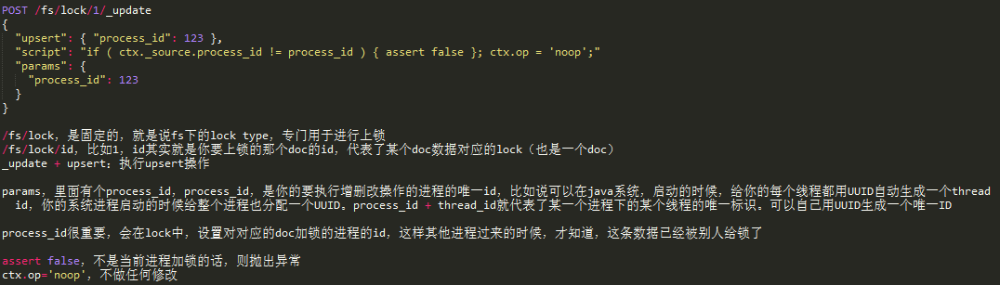 POST /fs/lock/1/_update
{
  "upsert": { "process_id": 123 },
  "script": "if ( ctx._source.process_id != process_id ) { assert false }; ctx.op = 'noop';"
  "params": {
    "process_id": 123
  }
}
/fs/lock，是固定的，就是说fs下的lock type，专门用于进行上锁
/fs/lock/id，比如1，id其实就是你要上锁的那个doc的id，代表了某个doc数据对应的lock（也是一个doc）
_update + upsert：执行upsert操作
params，里面有个process_id，process_id，是你的要执行增删改操作的进程的唯一id，比如说可以在java系统，启动的时候，给你的每个线程都用UUID自动生成一个thread
id，你的系统进程启动的时候给整个进程也分配一个UUID。process_id + thread_id就代表了某一个进程下的某个线程的唯一标识。可以自己用UUID生成一个唯一ID
process_id很重要，会在lock中，设置对对应的doc加锁的进程的id，这样其他进程过来的时候，才知道，这条数据已经被别人给锁了
assert false，不是当前进程加锁的话，则抛出异常
ctx.op='noop'，不做任何修改